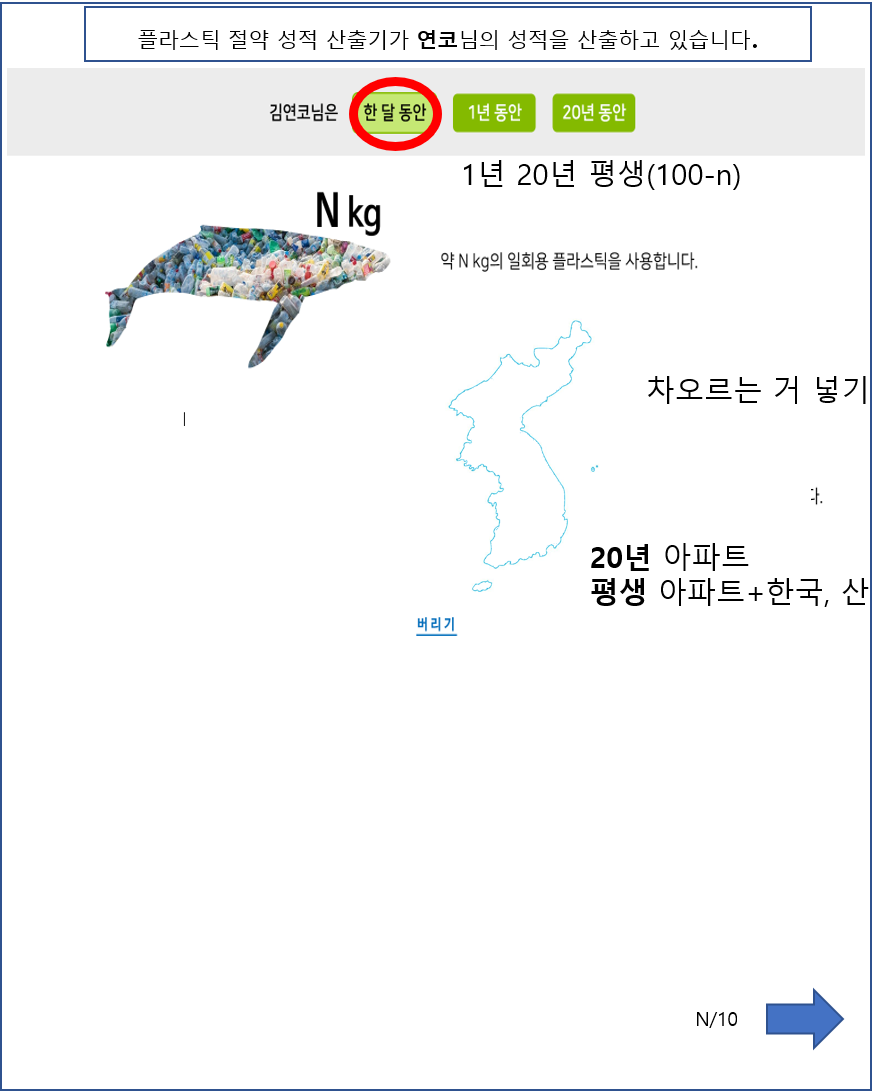 플라스틱 절약 성적 산출기가 연코님의 성적을 산출하고 있습니다.
김연코님은 한 달 동안 1년 동안 20년 동안
1년 20년 평생(100-n)
N kg
약 N kg의 일회용 플라스틱을 사용합니다.
차오르는 거 넣기
다.
20년 아파트
평생 아파트+한국, 산
버리기
N/10